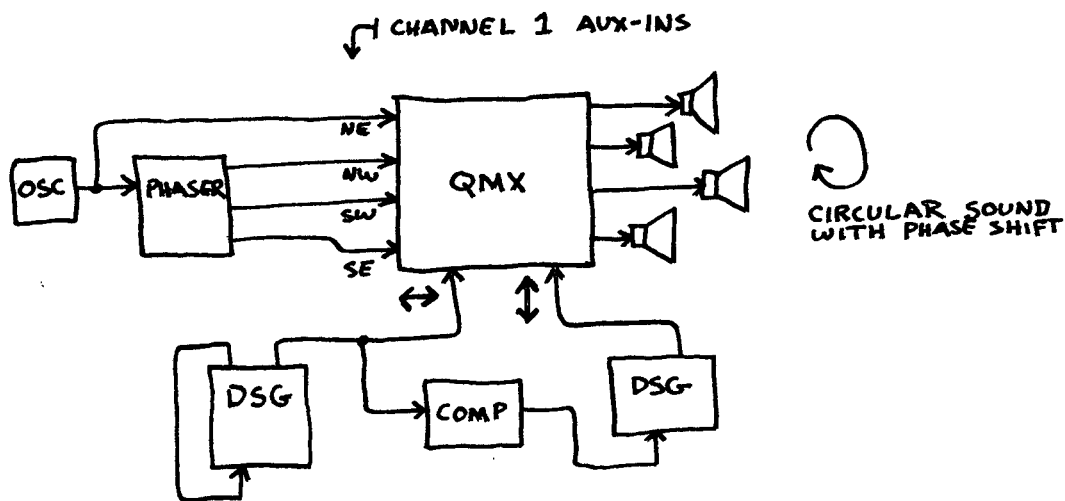 CHANNEL 1 AUX-INS
NE
NW
SW
SE
OSC
PHASER
QMX
CIRCULAR SOUND
WITH PHASE SHIFT
DSG
COMP
DSG